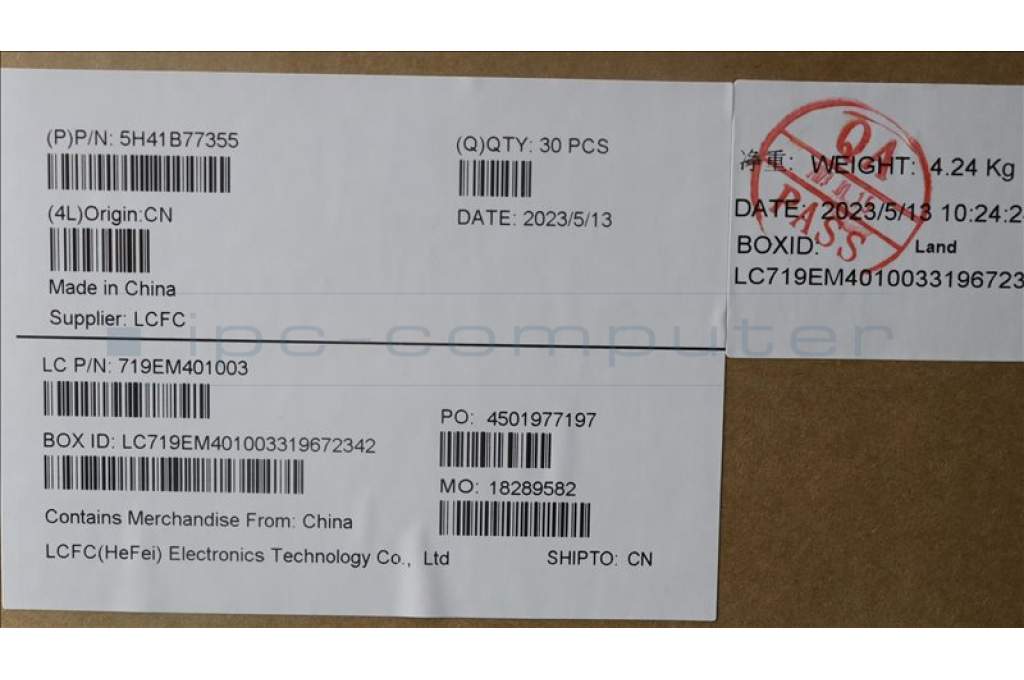 (P)P/N: 5H41B77355
(Q)QTY: 30 PCS
(4L)Origin:CN
DATE: 2023/5/13
Made in China
Supplier: LCFC
LC P/N: 719EM401003
PO: 4501977197
BOX ID: LC719EM401003319672342
MO: 18289582
Contains Merchandise From: China
LCFC(HeFei) Electronics Technology Co., Ltd
SHIPTO: CN
净重: WEIGHT: 4.24 Kg
DATE: 2023/5/13 10:24:2
BOXID:
Land
LC719EM4010033196723
QA
PASS
ipc-computer